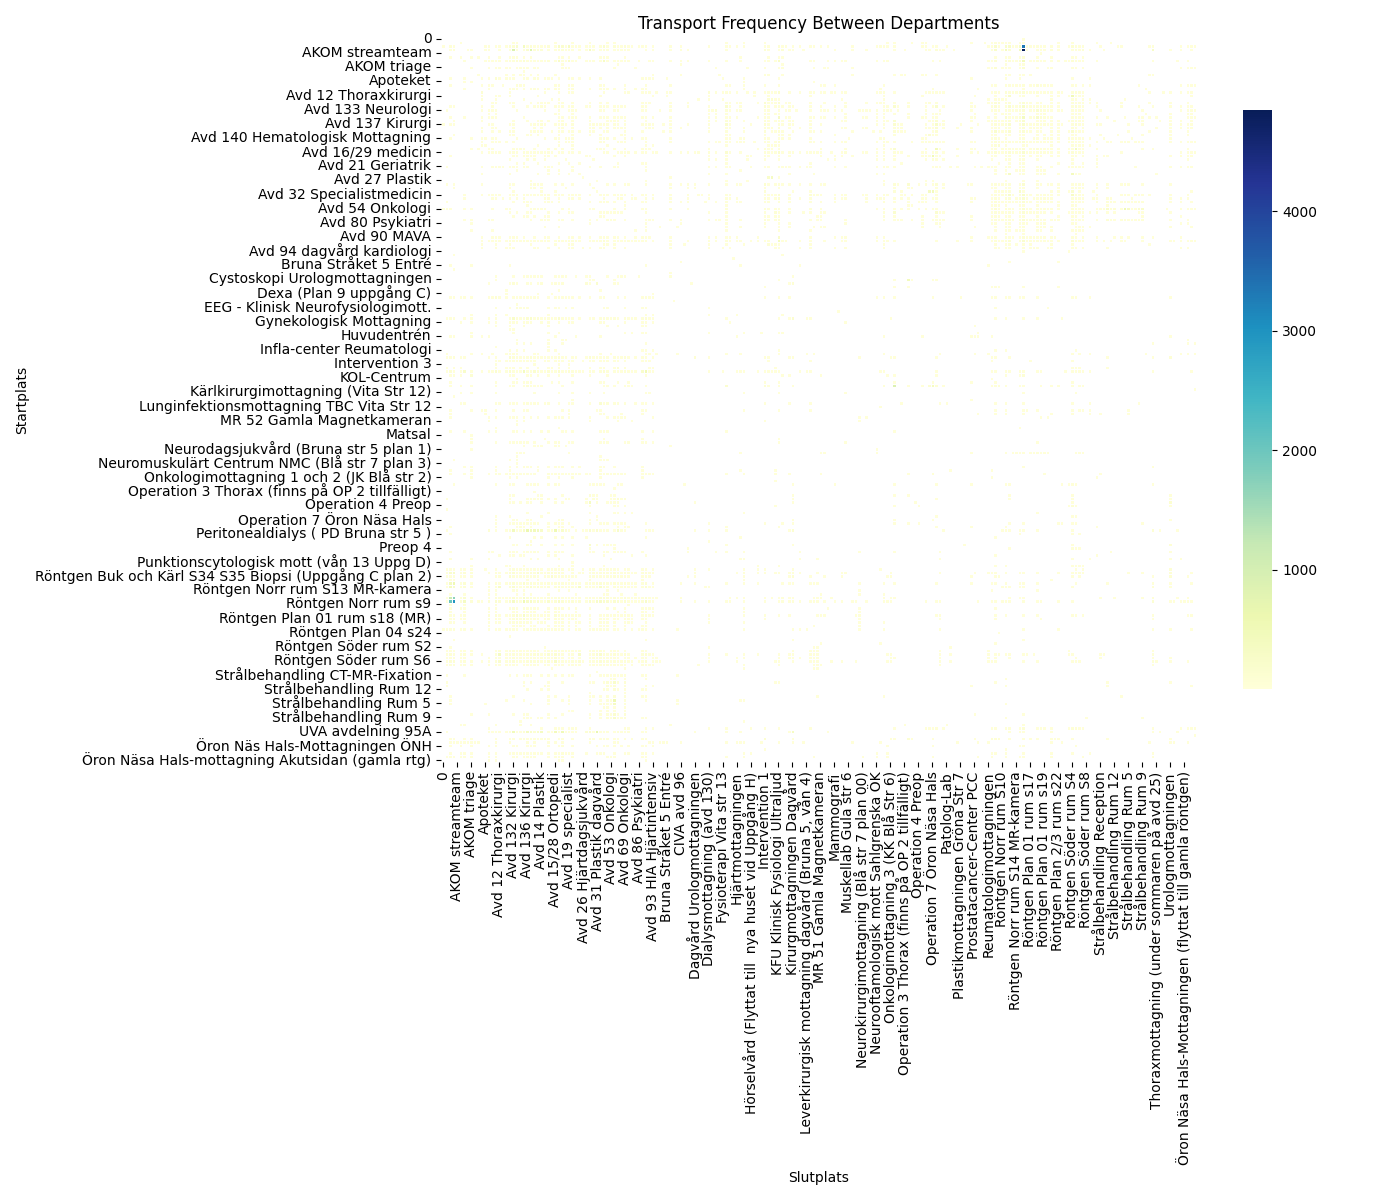 Transport Frequency Between Departments
Startplats
0
AKOM streamteam
AKOM triage
Apoteket
Avd 12 Thoraxkirurgi
Avd 133 Neurologi
Avd 137 Kirurgi
Avd 140 Hematologisk Mottagning
Avd 16/29 medicin
Avd 21 Geriatrik
Avd 27 Plastik
Avd 32 Specialistmedicin
Avd 54 Onkologi
Avd 80 Psykiatri
Avd 90 MAVA
Avd 94 dagvård kardiologi
Bruna Stråket 5 Entré
Cystoskopi Urologmottagningen
Dexa (Plan 9 uppgång C)
EEG - Klinisk Neurofysiologimott.
Gynekologisk Mottagning
Huvudentrén
Infla-center Reumatologi
Intervention 3
KOL-Centrum
Kärlkirurgimottagning (Vita Str 12)
Lunginfektionsmottagning TBC Vita Str 12
MR 52 Gamla Magnetkameran
Matsal
Neurodagsjukvård (Bruna str 5 plan 1)
Neuromuskulärt Centrum NMC (Blå str 7 plan 3)
Onkologimottagning 1 och 2 (JK Blå str 2)
Operation 3 Thorax (finns på OP 2 tillfälligt)
Operation 4 Preop
Operation 7 Öron Näsa Hals
Peritonealdialys ( PD Bruna str 5 )
Preop 4
Punktionscytologisk mott (vån 13 Uppg D)
Röntgen Buk och Kärl S34 S35 Biopsi (Uppgång C plan 2)
Röntgen Norr rum S13 MR-kamera
Röntgen Norr rum s9
Röntgen Plan 01 rum s18 (MR)
Röntgen Plan 04 s24
Röntgen Söder rum S2
Röntgen Söder rum S6
Strålbehandling CT-MR-Fixation
Strålbehandling Rum 12
Strålbehandling Rum 5
Strålbehandling Rum 9
UVA avdelning 95A
Öron Näs Hals-Mottagningen ÖNH
Öron Näsa Hals-mottagning Akutsidan (gamla rtg)
0
AKOM streamteam
AKOM triage
Apoteket
Avd 12 Thoraxkirurgi
Avd 132 Kirurgi
Avd 136 Kirurgi
Avd 14 Plastik
Avd 15/28 Ortopedi
Avd 19 specialist
Avd 26 Hjärtdagsjukvård
Avd 31 Plastik dagvård
Avd 53 Onkologi
Avd 69 Onkologi
Avd 86 Psykiatri
Avd 93 HIA Hjärtintensiv
Bruna Stråket 5 Entré
CIVA avd 96
Dagvård Urologmottagningen
Dialysmottagning (avd 130)
Fysioterapi Vita str 13
Hjärtmottagningen
Hörselvård (Flyttat till  nya huset vid Uppgång H)
Intervention 1
KFU Klinisk Fysiologi Ultraljud
Kirurgmottagningen Dagvård
Leverkirurgisk mottagning dagvård (Bruna 5, vån 4)
MR 51 Gamla Magnetkameran
Mammografi
Muskellab Gula str 6
Neurokirurgimottagning (Blå str 7 plan 00)
Neurooftamologisk mott Sahlgrenska ÖK
Onkologimottagning 3 (KK Blå Str 6)
Operation 3 Thorax (finns på OP 2 tillfälligt)
Operation 4 Preop
Operation 7 Öron Näsa Hals
Patolog-Lab
Plastikmottagningen Gröna Str 7
Prostatacancer-Center PCC
Reumatologimottagningen
Röntgen Norr rum S10
Röntgen Norr rum S14 MR-kamera
Röntgen Plan 01 rum s17
Röntgen Plan 01 rum s19
Röntgen Plan 2/3 rum s22
Röntgen Söder rum S4
Röntgen Söder rum S8
Strålbehandling Reception
Strålbehandling Rum 12
Strålbehandling Rum 5
Strålbehandling Rum 9
Thoraxmottagning (under sommaren på avd 25)
Urologmottagningen
Öron Näsa Hals-Mottagningen (flyttat till gamla röntgen)
Slutplats
4000
3000
2000
1000